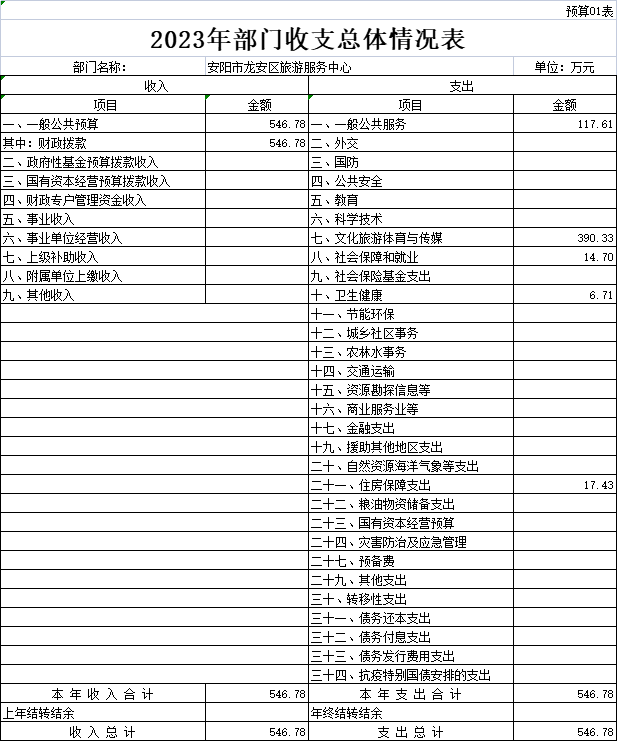 预算01表
2023年部门收支总体情况表
部门名称： 安阳市龙安区旅游服务中心 单位：万元
收入 支出
项目 金额 项目 金额
一、一般公共预算 546.78 一、一般公共服务 117.61
其中：财政拨款 546.78 二、外交
二、政府性基金预算拨款收入 三、国防
三、国有资本经营预算拨款收入 四、公共安全
四、财政专户管理资金收入 五、教育
五、事业收入 六、科学技术
六、事业单位经营收入 七、文化旅游体育与传媒 390.33
七、上级补助收入 八、社会保障和就业 14.70
八、附属单位上缴收入 九、社会保险基金支出
九、其他收入 十、卫生健康 6.71
十一、节能环保
十二、城乡社区事务
十三、农林水事务
十四、交通运输
十五、资源勘探信息等
十六、商业服务业等
十七、金融支出
十九、援助其他地区支出
二十、自然资源海洋气象等支出
二十一、住房保障支出 17.43
二十二、粮油物资储备支出
二十三、国有资本经营预算
二十四、灾害防治及应急管理
二十七、预备费
二十九、其他支出
三十、转移性支出
三十一、债务还本支出
三十二、债务付息支出
三十三、债务发行费用支出
三十四、抗疫特别国债安排的支出
本年收入合计 546.78 本年支出合计 546.78
上年结转结余 年终结转结余
收入总计 546.78 支出总计 546.78